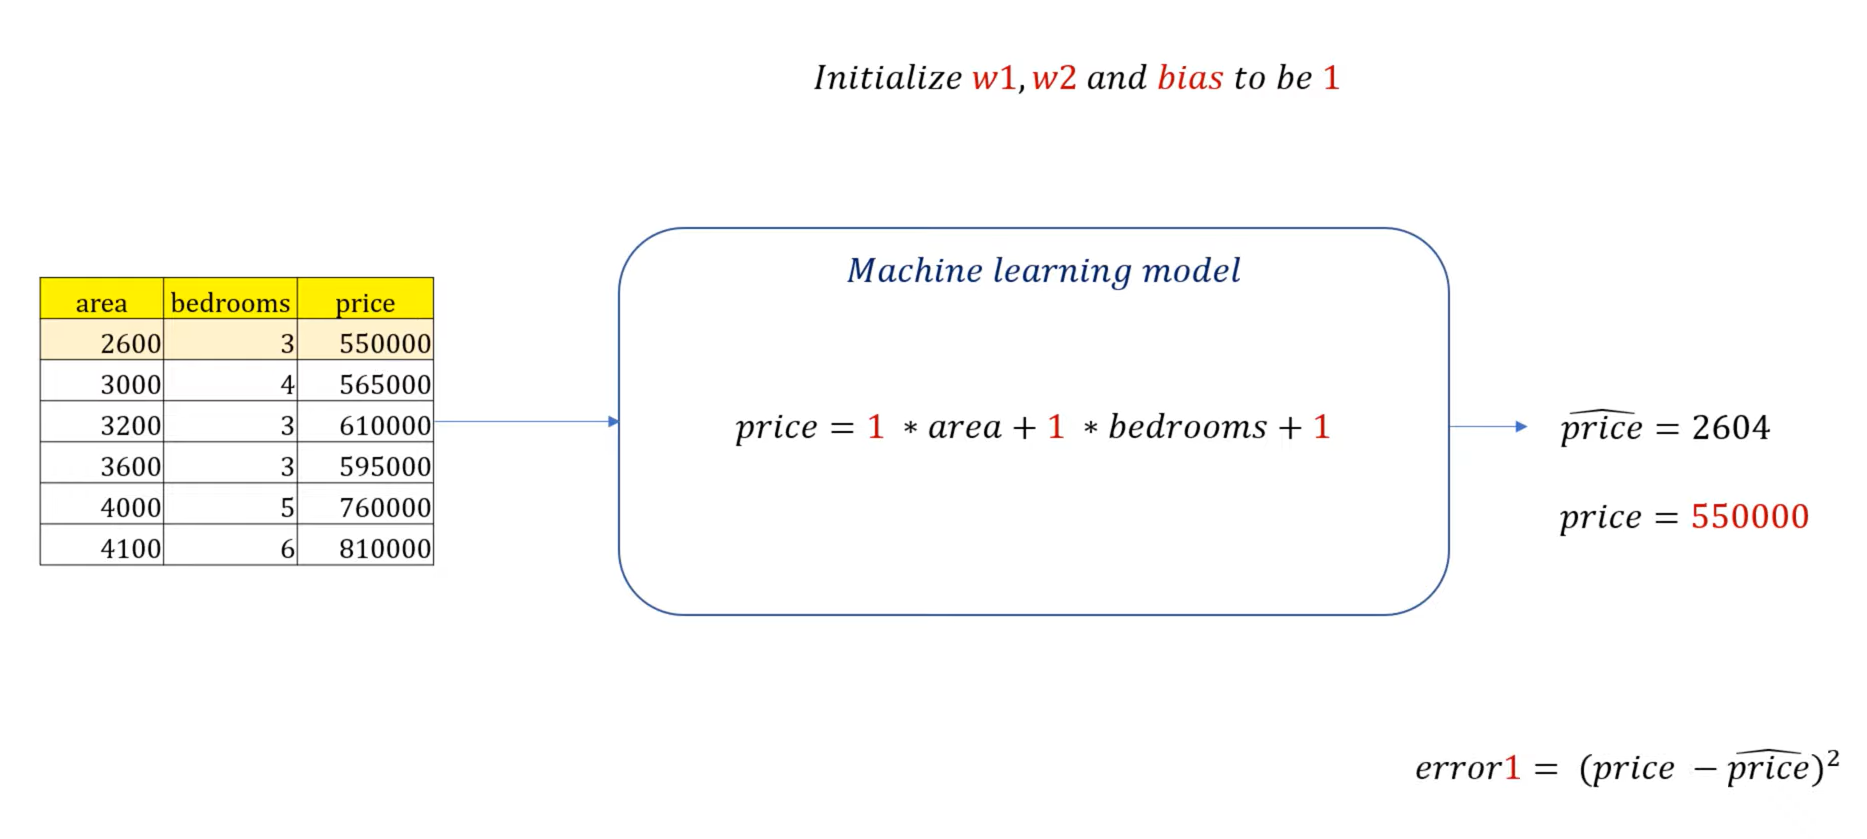 Initialize w1, w2 and bias to be 1
area bedrooms price
2600 3 550000
3000 4 565000
3200 3 610000
3600 3 595000
4000 5 760000
4100 6 810000
Machine learning model
price = 1 * area + 1 * bedrooms + 1
$\widehat{price}$ = 2604
price = 550000
error1 = (price − $\widehat{price}$)²